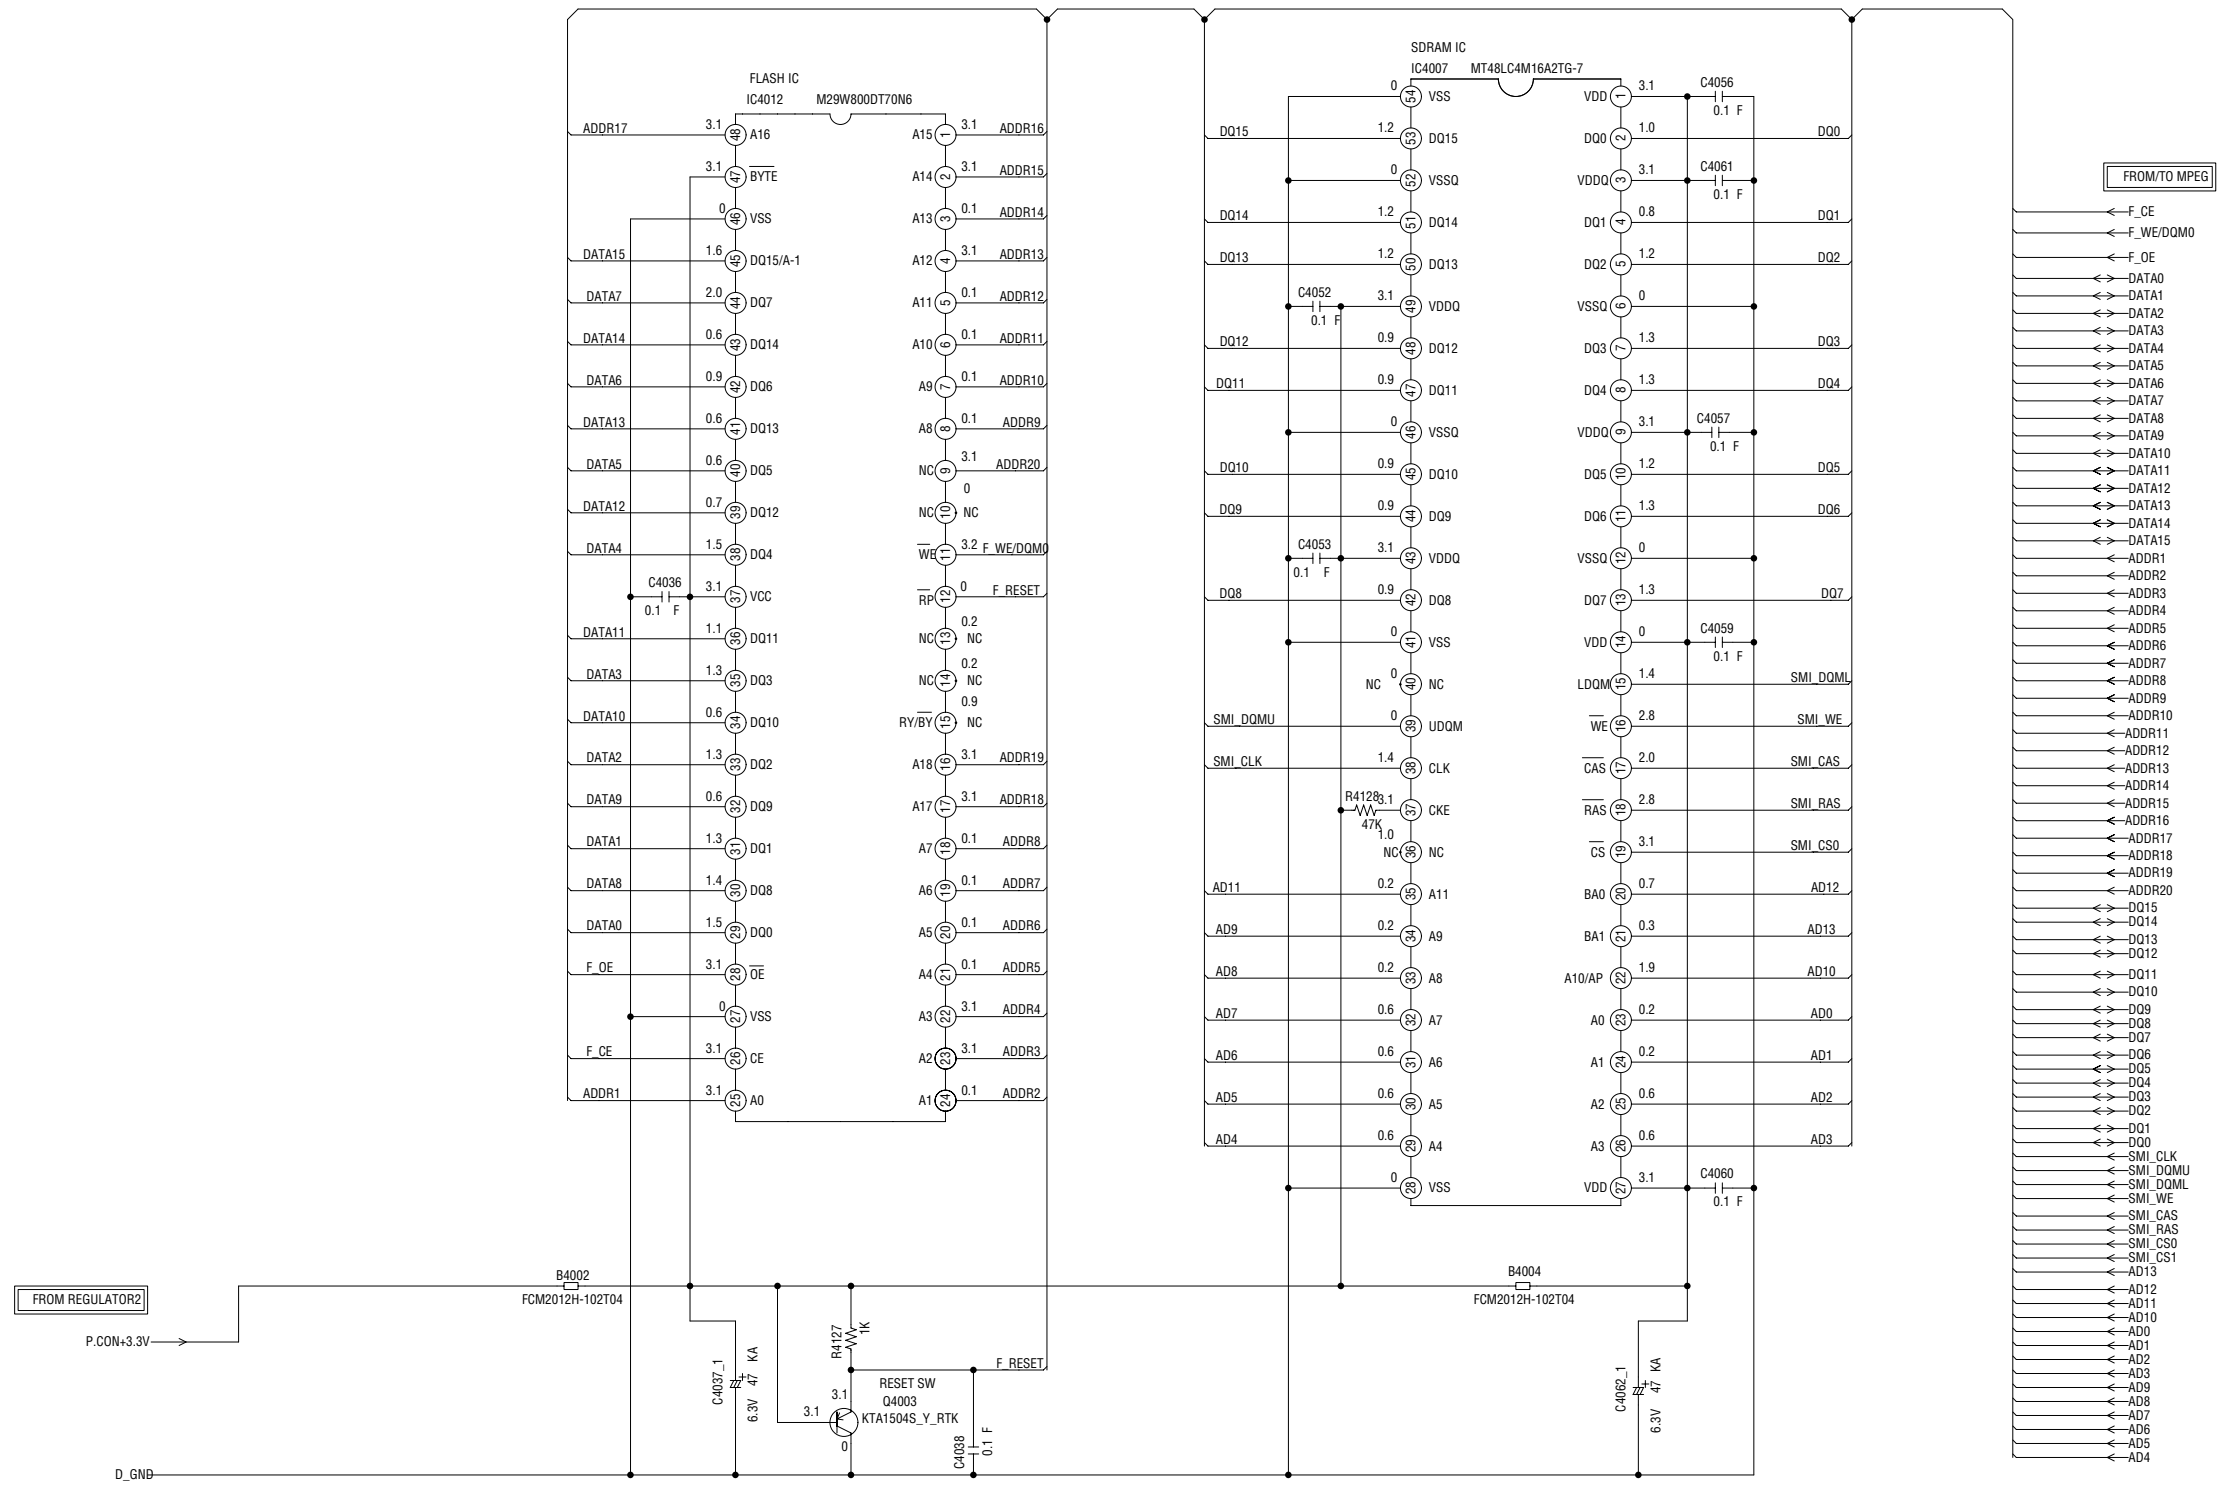 FLASH IC
IC4012 M29W800DT70N6
ADDR17 3.1 48 A16 A15 1 3.1 ADDR16
3.1 47 BYTE A14 2 3.1 ADDR15
0 46 VSS A13 3 0.1 ADDR14
DATA15 1.6 45 DQ15/A-1 A12 4 3.1 ADDR13
DATA7 2.0 44 DQ7 A11 5 0.1 ADDR12
DATA14 0.6 43 DQ14 A10 6 0.1 ADDR11
DATA6 0.9 42 DQ6 A9 7 0.1 ADDR10
DATA13 0.6 41 DQ13 A8 8 0.1 ADDR9
DATA5 0.6 40 DQ5 NC 9 3.1 ADDR20
DATA12 0.7 39 DQ12 NC 10 0 NC
DATA4 1.5 38 DQ4 WE 11 3.2 F_WE/DQM0
C4036 0.1 F 3.1 37 VCC RP 12 0 F_RESET
DATA11 1.1 36 DQ11 NC 13 0.2 NC
DATA3 1.3 35 DQ3 NC 14 0.2 NC
DATA10 0.6 34 DQ10 RY/BY 15 0.9 NC
DATA2 1.3 33 DQ2 A18 16 3.1 ADDR19
DATA9 0.6 32 DQ9 A17 17 3.1 ADDR18
DATA1 1.3 31 DQ1 A7 18 0.1 ADDR8
DATA8 1.4 30 DQ8 A6 19 0.1 ADDR7
DATA0 1.5 29 DQ0 A5 20 0.1 ADDR6
F_OE 3.1 28 OE A4 21 0.1 ADDR5
0 27 VSS A3 22 3.1 ADDR4
F_CE 3.1 26 CE A2 23 3.1 ADDR3
ADDR1 3.1 25 A0 A1 24 0.1 ADDR2
SDRAM IC
IC4007 MT48LC4M16A2TG-7
0 54 VSS VDD 1 3.1 C4056 0.1 F
DQ15 1.2 53 DQ15 DQ0 2 1.0 DQ0
0 52 VSSQ VDDQ 3 3.1 C4061 0.1 F
DQ14 1.2 51 DQ14 DQ1 4 0.8 DQ1
DQ13 1.2 50 DQ13 DQ2 5 1.2 DQ2
C4052 0.1 F 3.1 49 VDDQ VSSQ 6 0
DQ12 0.9 48 DQ12 DQ3 7 1.3 DQ3
DQ11 0.9 47 DQ11 DQ4 8 1.3 DQ4
0 46 VSSQ VDDQ 9 3.1 C4057 0.1 F
DQ10 0.9 45 DQ10 DQ5 10 1.2 DQ5
DQ9 0.9 44 DQ9 DQ6 11 1.3 DQ6
C4053 0.1 F 3.1 43 VDDQ VSSQ 12 0
DQ8 0.9 42 DQ8 DQ7 13 1.3 DQ7
0 41 VSS VDD 14 0 C4059 0.1 F
NC 0 40 NC LDQM 15 1.4 SMI_DQML
SMI_DQMU 0 39 UDQM WE 16 2.8 SMI_WE
SMI_CLK 1.4 38 CLK CAS 17 2.0 SMI_CAS
R4128 47K 3.1 37 CKE RAS 18 2.8 SMI_RAS
NC 1.0 36 NC CS 19 3.1 SMI_CS0
AD11 0.2 35 A11 BA0 20 0.7 AD12
AD9 0.2 34 A9 BA1 21 0.3 AD13
AD8 0.2 33 A8 A10/AP 22 1.9 AD10
AD7 0.6 32 A7 A0 23 0.2 AD0
AD6 0.6 31 A6 A1 24 0.2 AD1
AD5 0.6 30 A5 A2 25 0.6 AD2
AD4 0.6 29 A4 A3 26 0.6 AD3
0 28 VSS VDD 27 3.1 C4060 0.1 F
FROM/TO MPEG
F_CE
F_WE/DQM0
F_OE
DATA0
DATA1
DATA2
DATA3
DATA4
DATA5
DATA6
DATA7
DATA8
DATA9
DATA10
DATA11
DATA12
DATA13
DATA14
DATA15
ADDR1
ADDR2
ADDR3
ADDR4
ADDR5
ADDR6
ADDR7
ADDR8
ADDR9
ADDR10
ADDR11
ADDR12
ADDR13
ADDR14
ADDR15
ADDR16
ADDR17
ADDR18
ADDR19
ADDR20
DQ15
DQ14
DQ13
DQ12
DQ11
DQ10
DQ9
DQ8
DQ7
DQ6
DQ5
DQ4
DQ3
DQ2
DQ1
DQ0
SMI_CLK
SMI_DQMU
SMI_DQML
SMI_WE
SMI_CAS
SMI_RAS
SMI_CS0
SMI_CS1
AD13
AD12
AD11
AD10
AD0
AD1
AD2
AD3
AD9
AD8
AD7
AD6
AD5
AD4
FROM REGULATOR2
P.CON+3.3V
B4002
FCM2012H-102T04
B4004
FCM2012H-102T04
C4037_1
6.3V 47 KA
R4127
1K
F_RESET
RESET SW
Q4003
KTA1504S_Y_RTK
3.1
3.1
0
C4038
0.1 F
C4062_1
6.3V 47 KA
D_GND